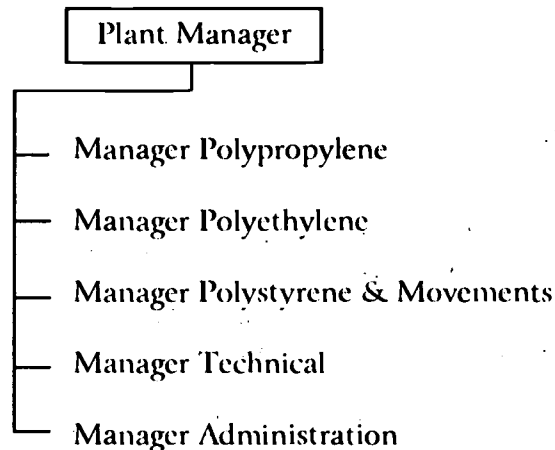 Plant Manager
Manager Polypropylene
Manager Polyethylene
Manager Polystyrene & Movements
Manager Technical
Manager Administration